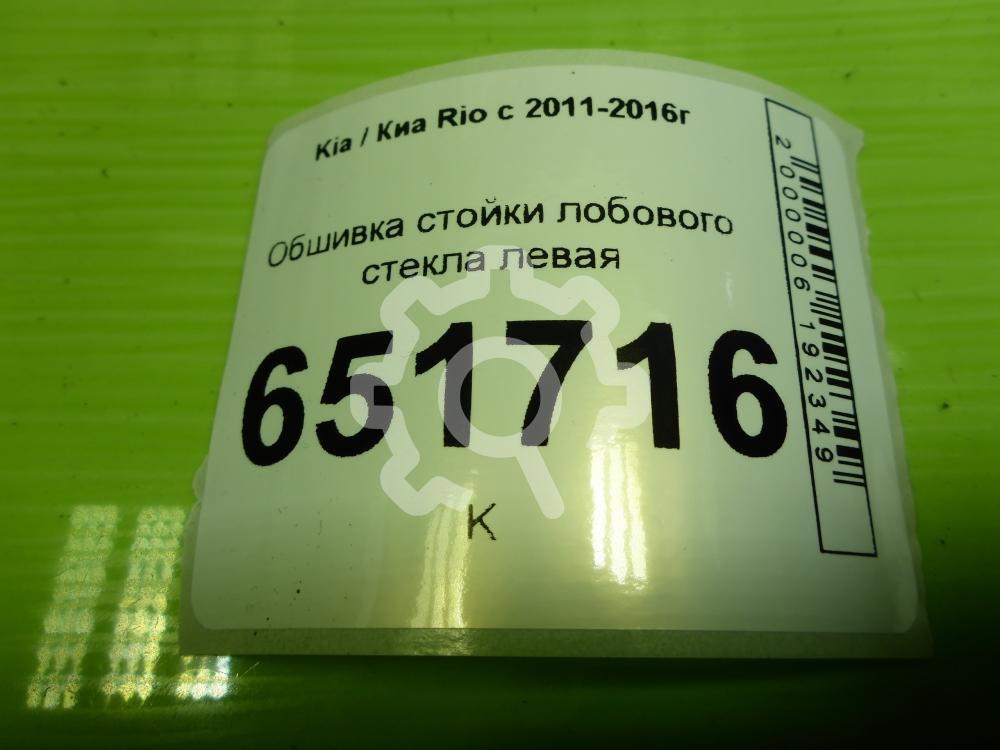 Kia / Киа Rio с 2011-2016г
Обшивка стойки лобового
стекла левая
651716
К
2000006192349